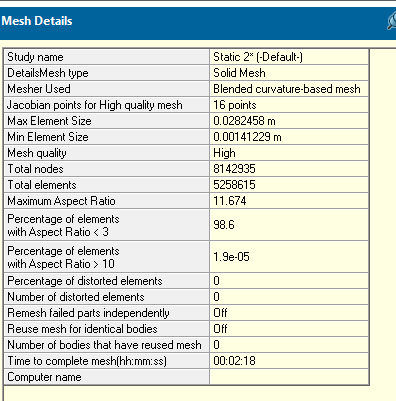 Mesh Details
Study name Static 2* (-Default-)
DetailsMesh type Solid Mesh
Mesher Used Blended curvature-based mesh
Jacobian points for High quality mesh 16 points
Max Element Size 0.0282458 m
Min Element Size 0.00141229 m
Mesh quality High
Total nodes 8142935
Total elements 5258615
Maximum Aspect Ratio 11.674
Percentage of elements
with Aspect Ratio < 3 98.6
Percentage of elements
with Aspect Ratio > 10 1.9e-05
Percentage of distorted elements 0
Number of distorted elements 0
Remesh failed parts independently Off
Reuse mesh for identical bodies Off
Number of bodies that have reused mesh 0
Time to complete mesh(hh:mm:ss) 00:02:18
Computer name